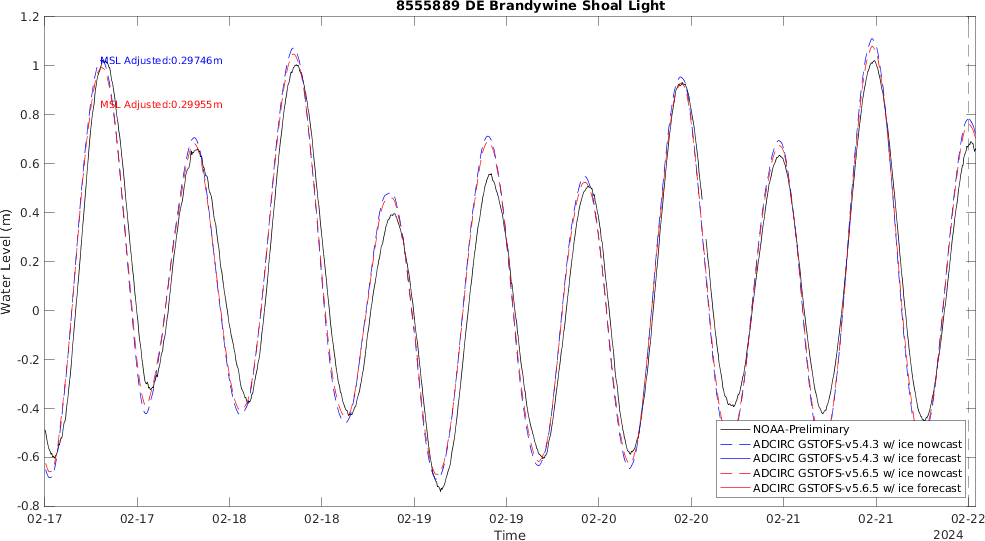 8555889 DE Brandywine Shoal Light
1.2
1
0.8
0.6
0.4
0.2
0
-0.2
-0.4
-0.6
-0.8
Water Level (m)
MSL Adjusted:0.29746m
MSL Adjusted:0.29955m
NOAA-Preliminary
ADCIRC GSTOFS-v5.4.3 w/ ice nowcast
ADCIRC GSTOFS-v5.4.3 w/ ice forecast
ADCIRC GSTOFS-v5.6.5 w/ ice nowcast
ADCIRC GSTOFS-v5.6.5 w/ ice forecast
02-17 02-17 02-18 02-18 02-19 02-19 02-20 02-20 02-21 02-21 02-22
Time
2024